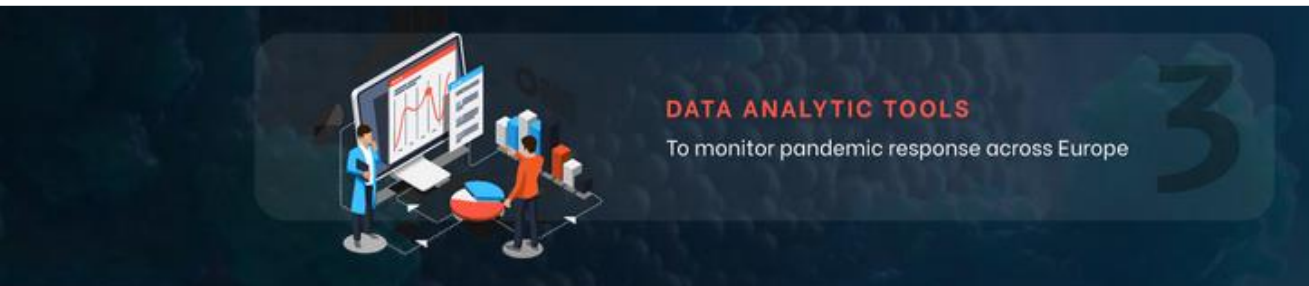 DATA ANALYTIC TOOLS
To monitor pandemic response across Europe
3